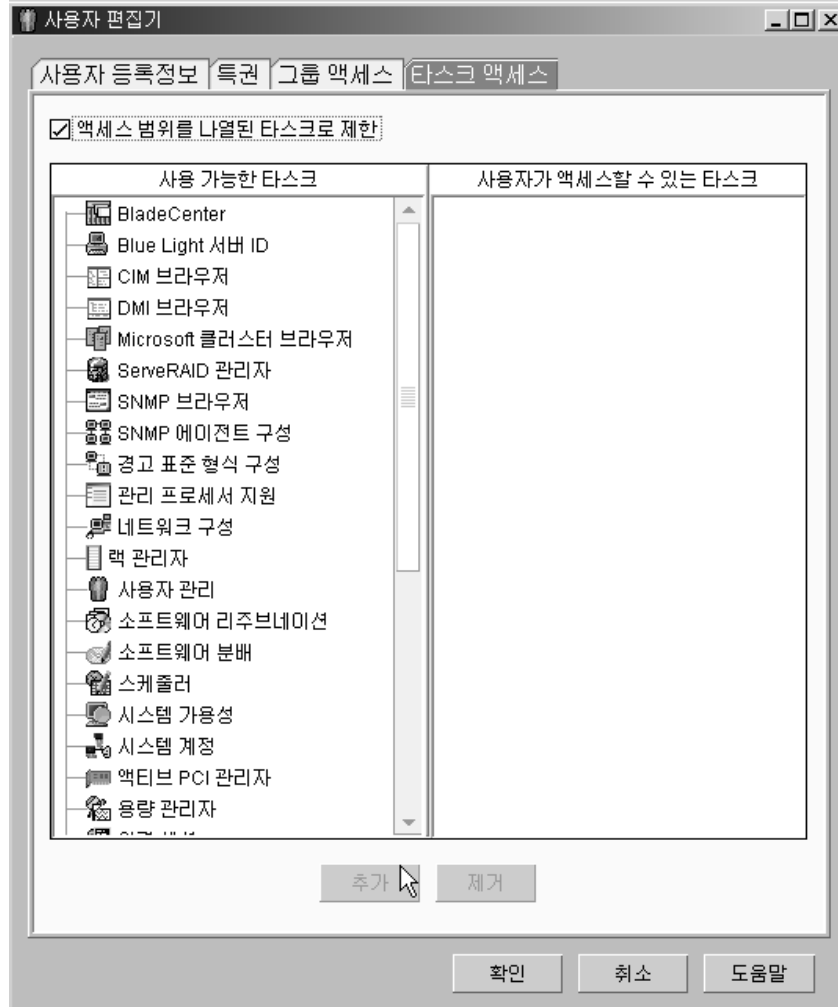 사용자 편집기
사용자 등록정보 특권 그룹 액세스 타스크 액세스
액세스 범위를 나열된 타스크로 제한
사용 가능한 타스크
사용자가 액세스할 수 있는 타스크
BladeCenter
Blue Light 서버 ID
CIM 브라우저
DMI 브라우저
Microsoft 클러스터 브라우저
ServeRAID 관리자
SNMP 브라우저
SNMP 에이전트 구성
경고 표준 형식 구성
관리 프로세서 지원
네트워크 구성
랙 관리자
사용자 관리
소프트웨어 리주브네이션
소프트웨어 분배
스케줄러
시스템 가용성
시스템 계정
액티브 PCI 관리자
용량 관리자
추가 제거
확인 취소 도움말